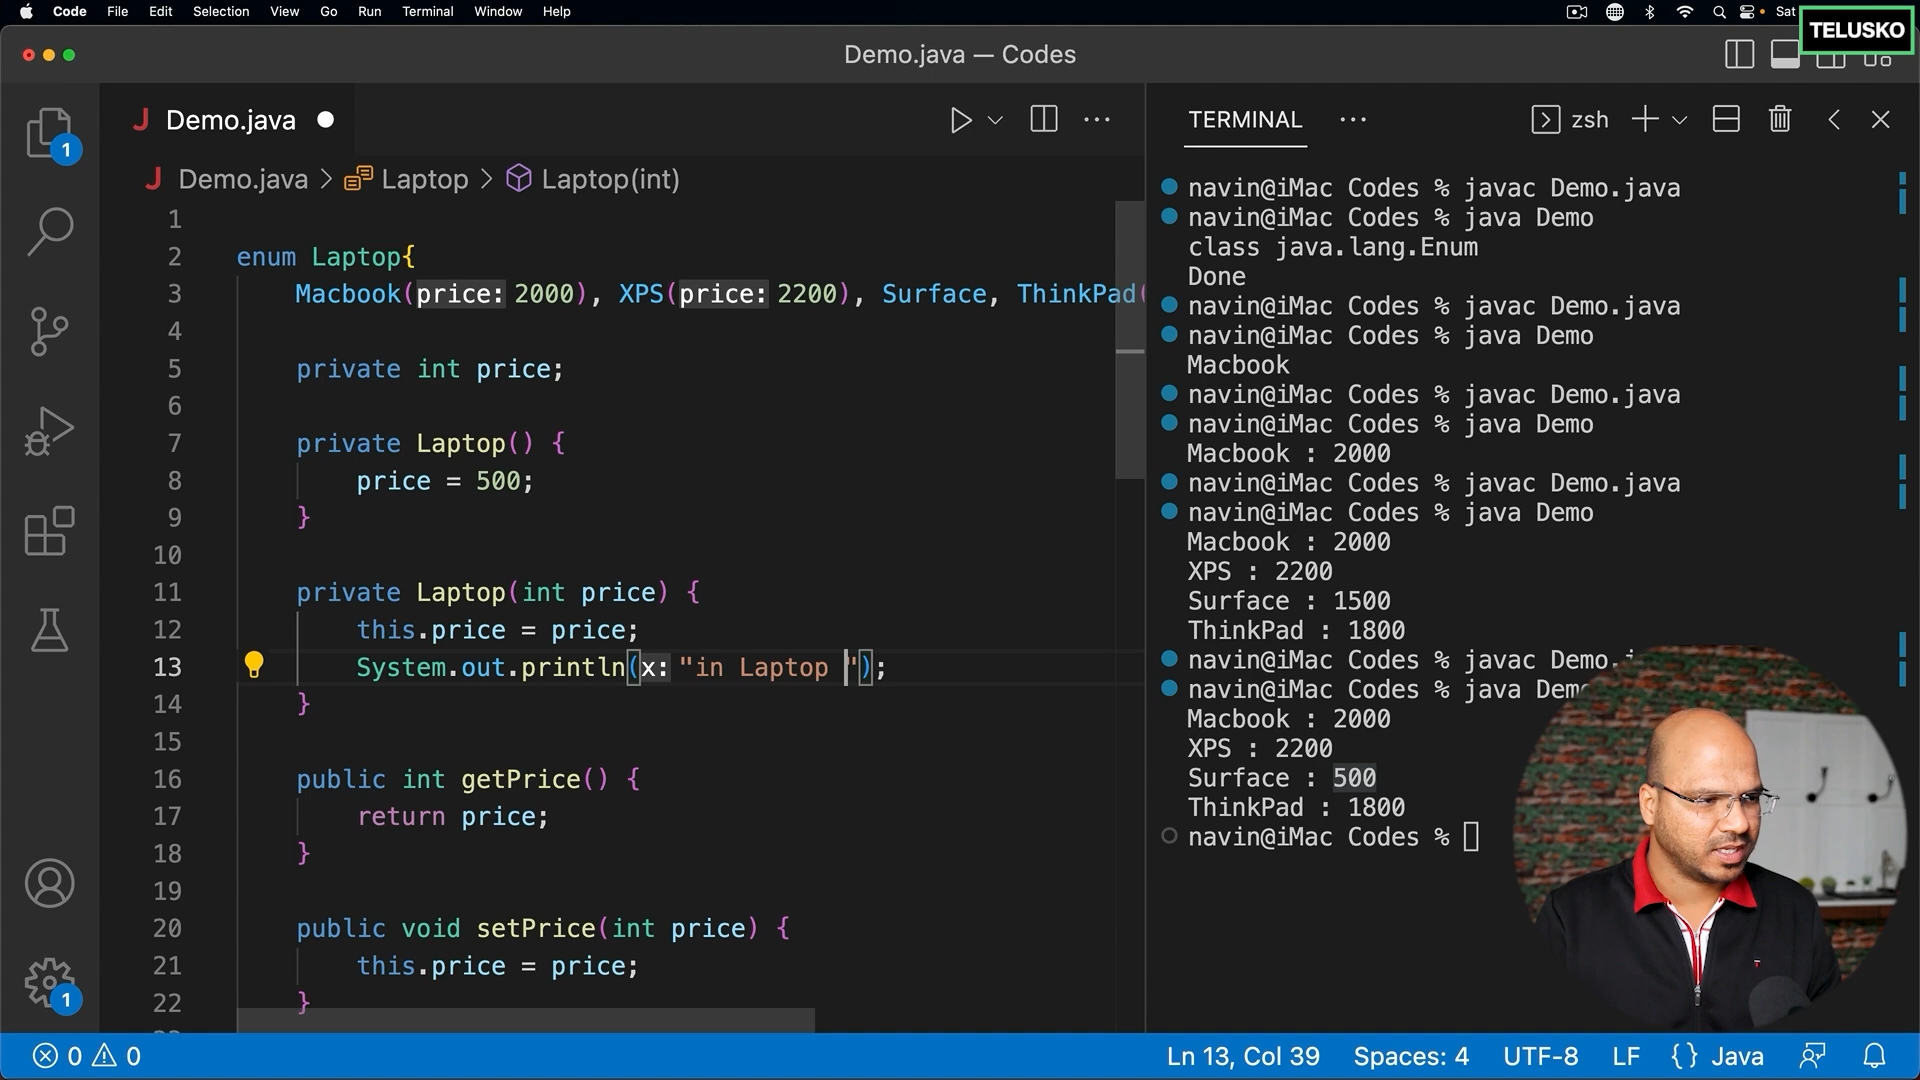 Code File Edit Selection View Go Run Terminal Window Help Sat
TELUSKO
Demo.java — Codes
Demo.java
Demo.java > Laptop > Laptop(int)
1
2 enum Laptop{
3 Macbook(price: 2000), XPS(price: 2200), Surface, ThinkPad(
4
5 private int price;
6
7 private Laptop() {
8 price = 500;
9 }
10
11 private Laptop(int price) {
12 this.price = price;
13 System.out.println(x: "in Laptop ");
14 }
15
16 public int getPrice() {
17 return price;
18 }
19
20 public void setPrice(int price) {
21 this.price = price;
22 }
TERMINAL ··· zsh
navin@iMac Codes % javac Demo.java
navin@iMac Codes % java Demo
class java.lang.Enum
Done
navin@iMac Codes % javac Demo.java
navin@iMac Codes % java Demo
Macbook
navin@iMac Codes % javac Demo.java
navin@iMac Codes % java Demo
Macbook : 2000
navin@iMac Codes % javac Demo.java
navin@iMac Codes % java Demo
Macbook : 2000
XPS : 2200
Surface : 1500
ThinkPad : 1800
navin@iMac Codes % javac Demo.
navin@iMac Codes % java
Macbook : 2000
XPS : 2200
Surface : 500
ThinkPad : 1800
navin@iMac Codes %
1
1
0 0 Ln 13, Col 39 Spaces: 4 UTF-8 LF {} Java